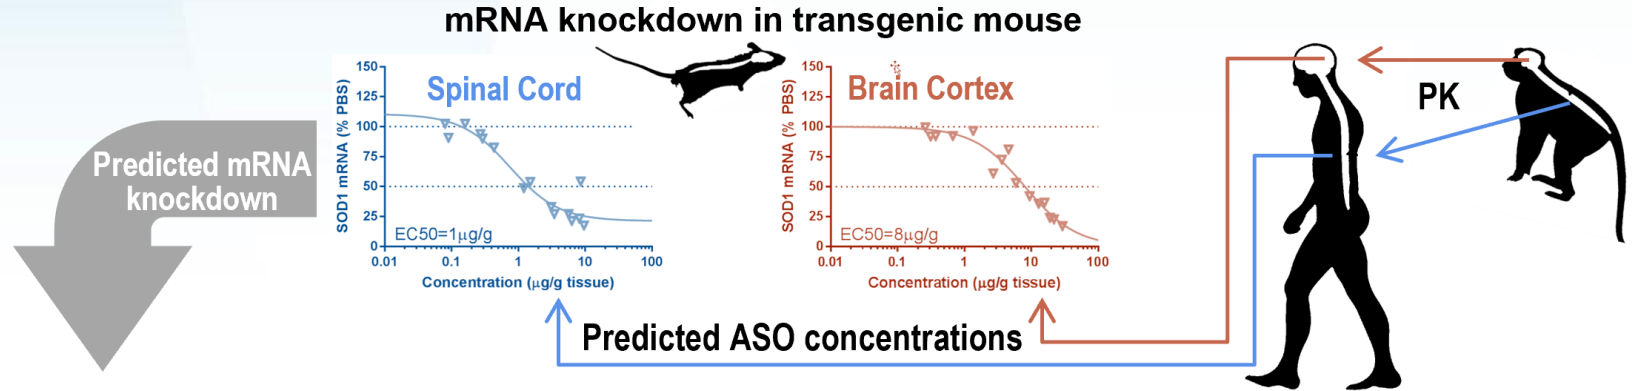 mRNA knockdown in transgenic mouse
Predicted mRNA
knockdown
Spinal Cord
SOD1 mRNA (% PBS)
150
125
100
75
50
25
0
EC50=1μg/g
0.01
0.1
1
10
100
Concentration (μg/g tissue)
Brain Cortex
SOD1 mRNA (% PBS)
150
125
100
75
50
25
0
EC50=8μg/g
0.01
0.1
1
10
100
Concentration (μg/g tissue)
PK
Predicted ASO concentrations